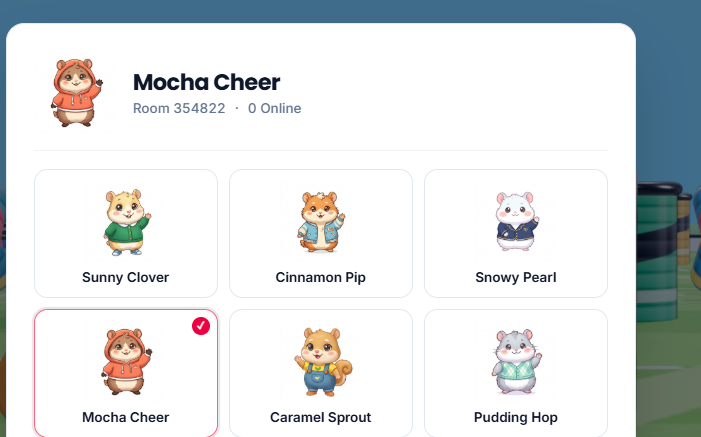 Mocha Cheer
Room 354822 · 0 Online
Sunny Clover
Cinnamon Pip
Snowy Pearl
Mocha Cheer
Caramel Sprout
Pudding Hop